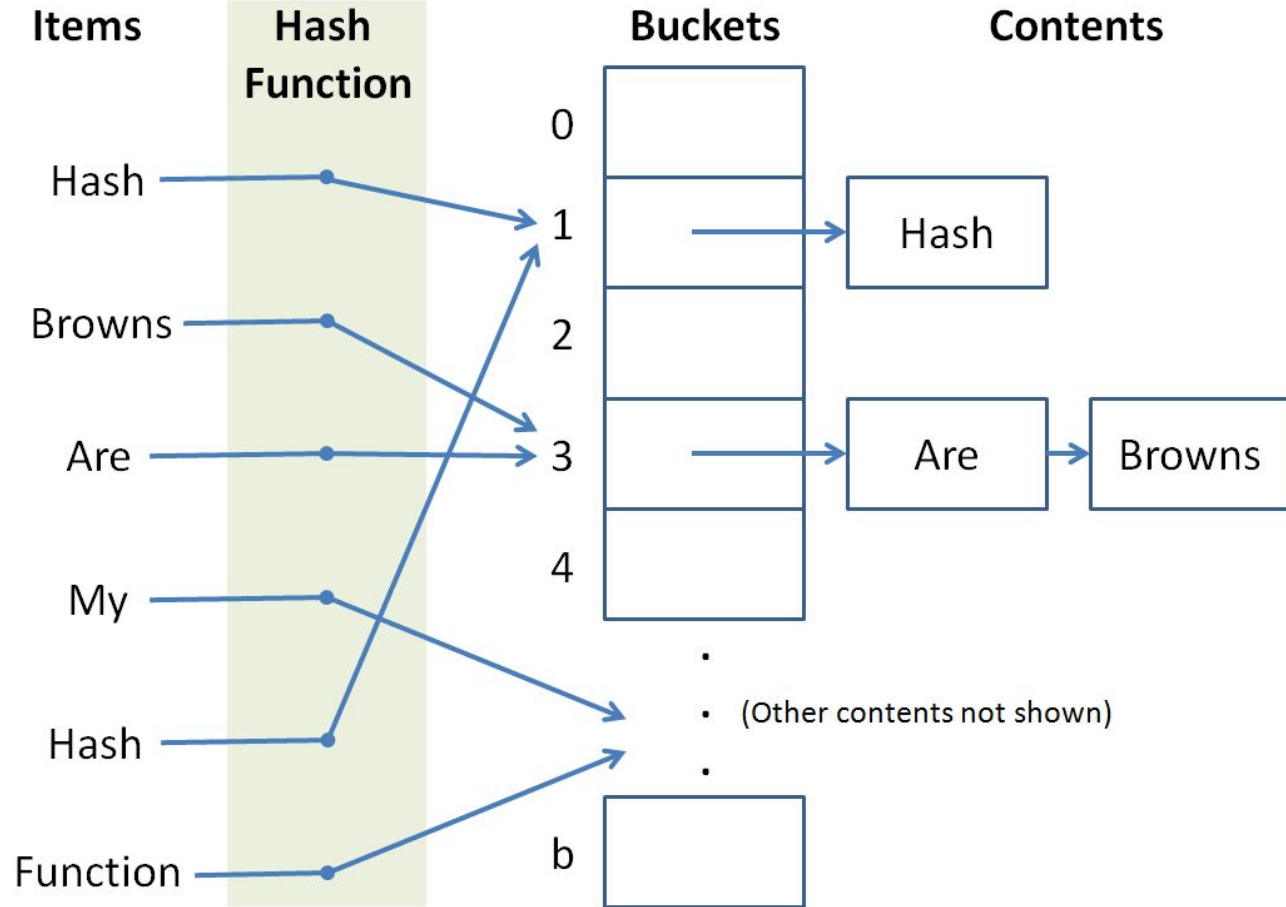 Items
Hash
Function
Buckets
Contents
Hash
Browns
Are
My
Hash
Function
0
1
2
3
4
b
Hash
Are
Browns
(Other contents not shown)